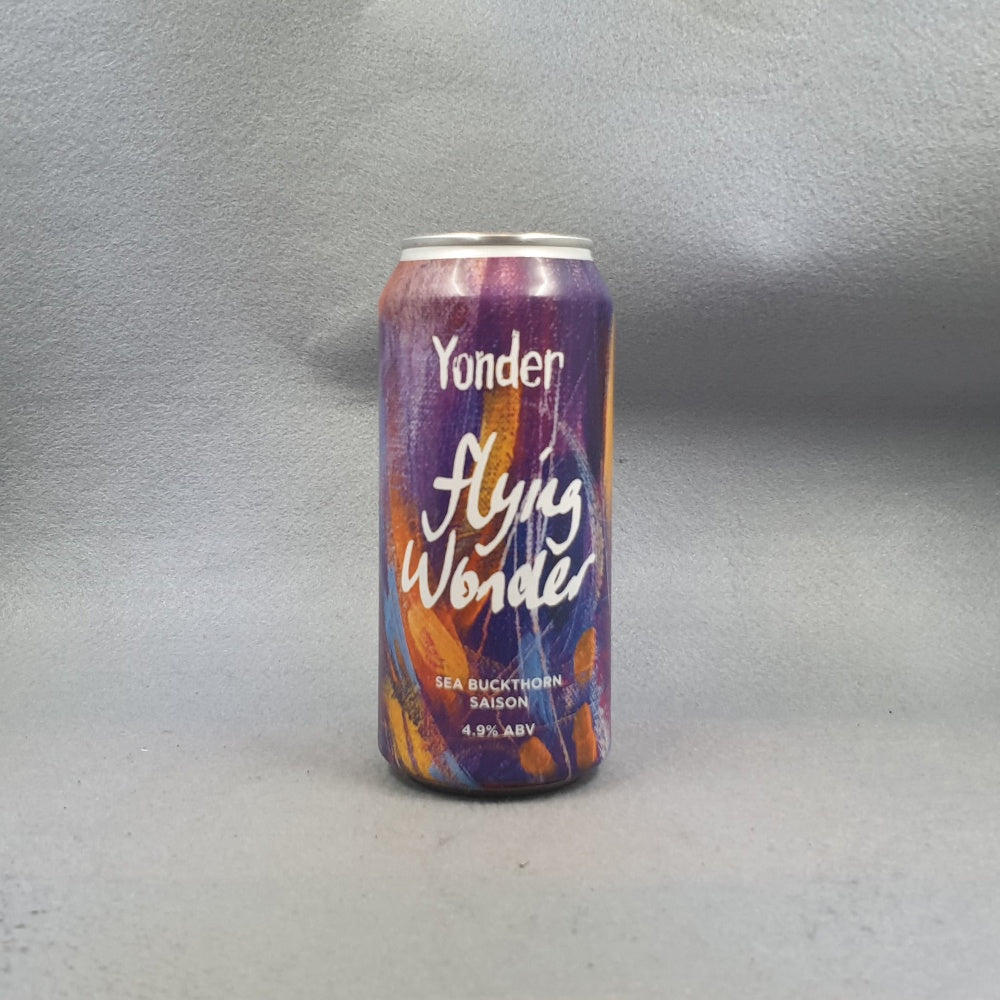 Yonder
flying
Wonder
SEA BUCKTHORN
SAISON
4.9% ABV